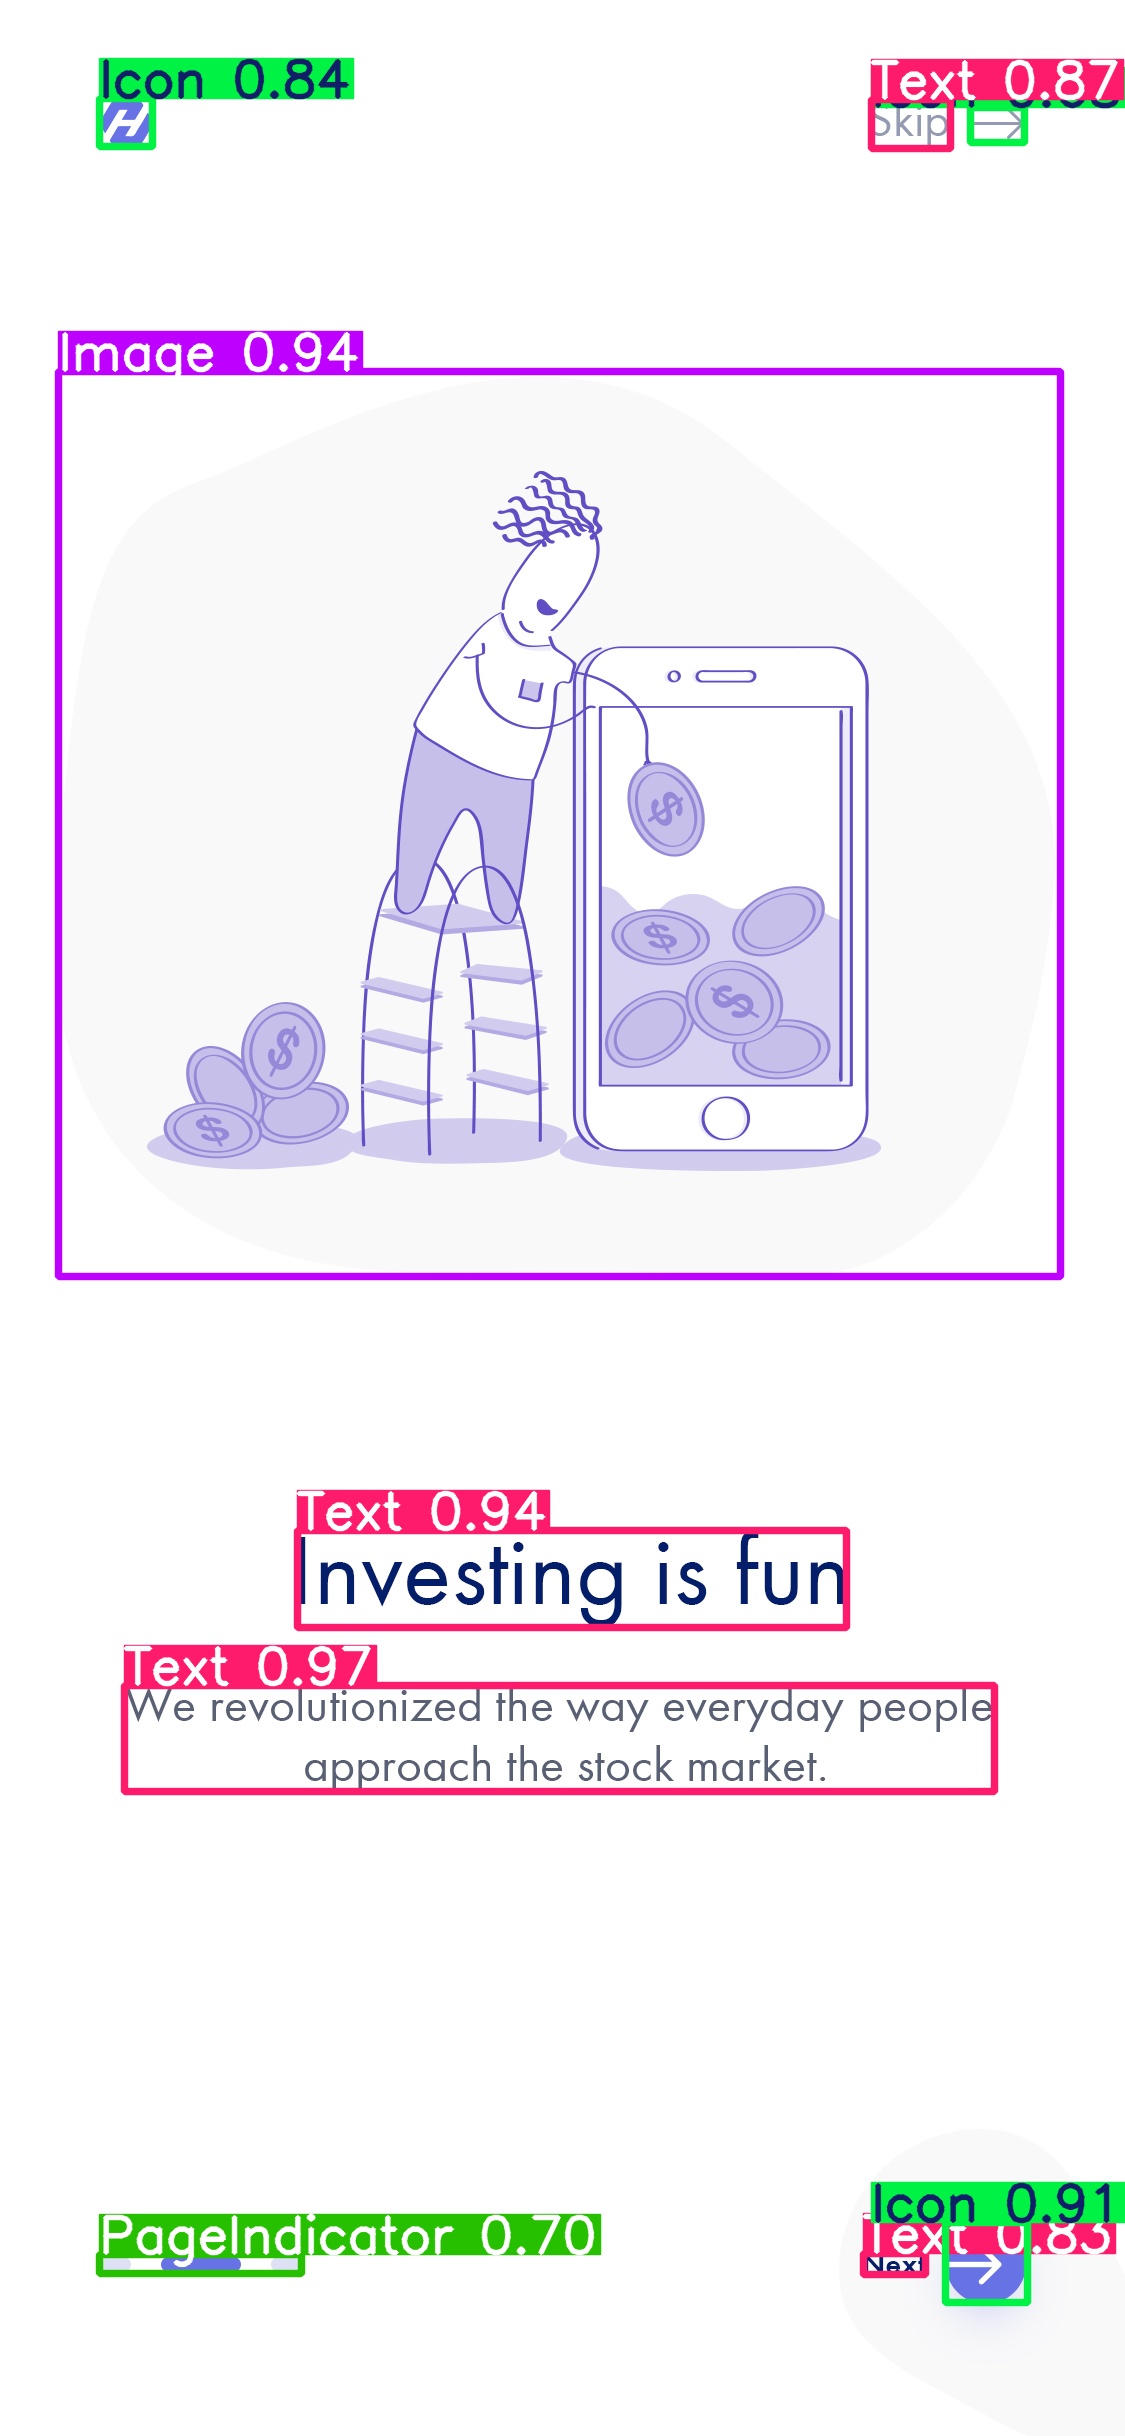 Icon 0.84
Text 0.87
H
Skip
Image 0.94
$
$
$
$
$
Text 0.94
Investing is fun
Text 0.97
We revolutionized the way everyday people
approach the stock market.
Icon 0.91
PageIndicator 0.70
Text 0.83
Next